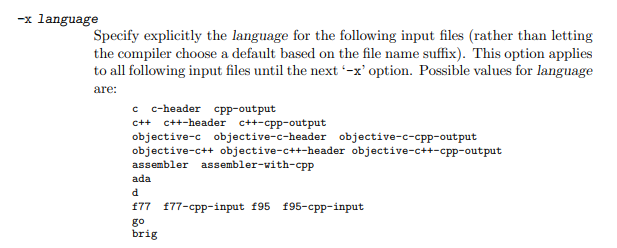 -x language
Specify explicitly the language for the following input files (rather than letting
the compiler choose a default based on the file name suffix). This option applies
to all following input files until the next ‘-x’ option. Possible values for language
are:
c c-header cpp-output
c++ c++-header c++-cpp-output
objective-c objective-c-header objective-c-cpp-output
objective-c++ objective-c++-header objective-c++-cpp-output
assembler assembler-with-cpp
ada
d
f77 f77-cpp-input f95 f95-cpp-input
go
brig